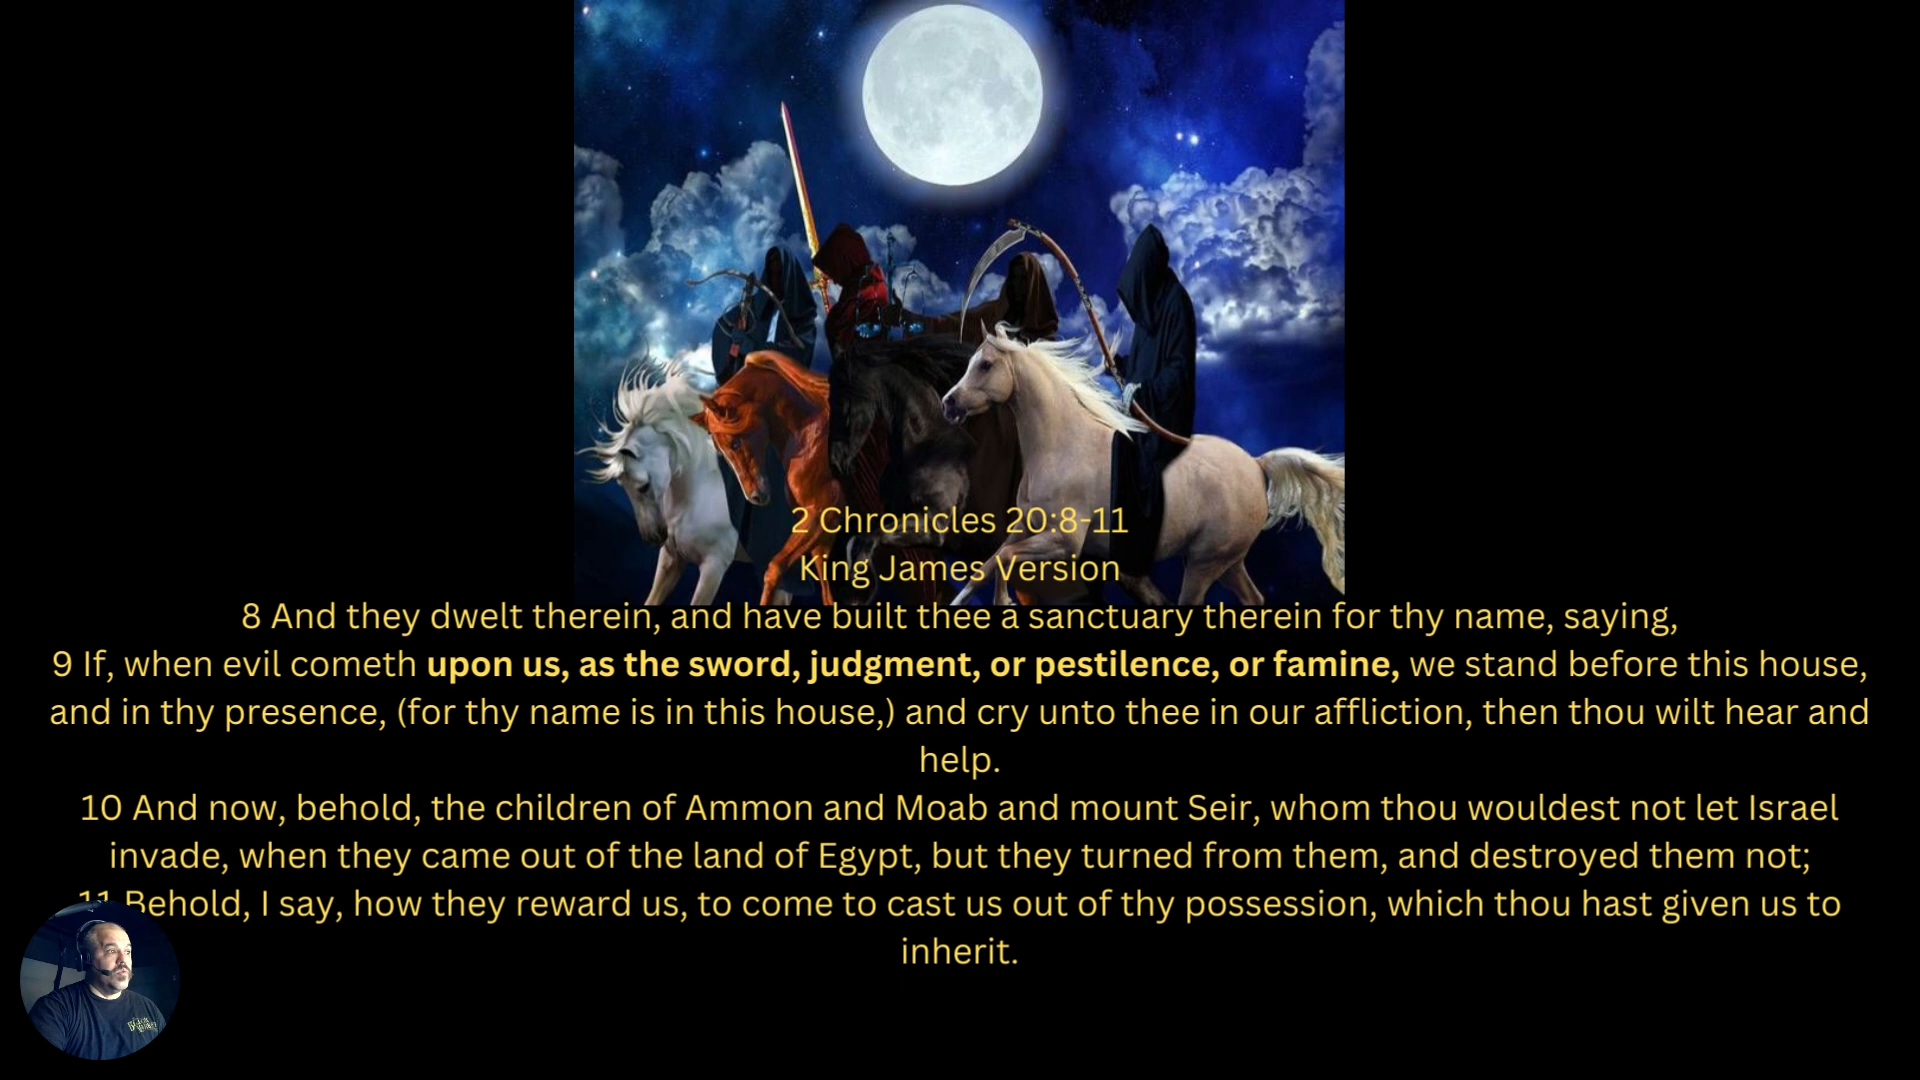 2 Chronicles 20:8-11
King James Version
8 And they dwelt therein, and have built thee a sanctuary therein for thy name, saying,
9 If, when evil cometh upon us, as the sword, judgment, or pestilence, or famine, we stand before this house,
and in thy presence, (for thy name is in this house,) and cry unto thee in our affliction, then thou wilt hear and
help.
10 And now, behold, the children of Ammon and Moab and mount Seir, whom thou wouldest not let Israel
invade, when they came out of the land of Egypt, but they turned from them, and destroyed them not;
11 Behold, I say, how they reward us, to come to cast us out of thy possession, which thou hast given us to
inherit.